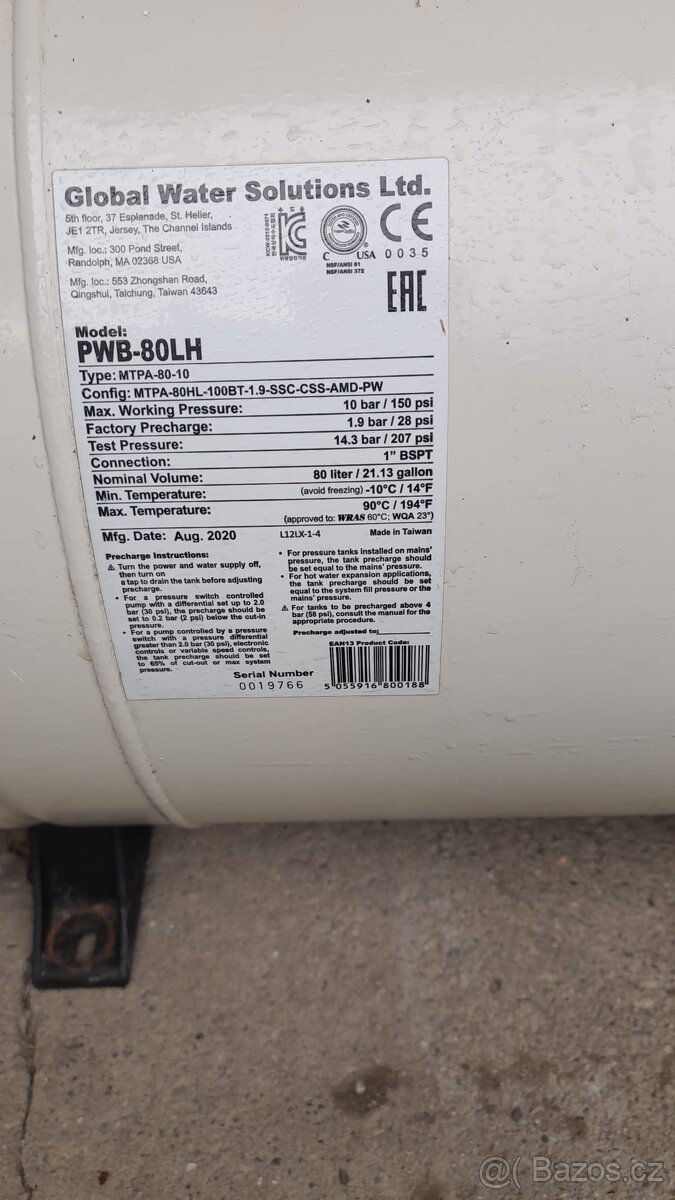 Global Water Solutions Ltd.
5th floor, 37 Esplanade, St. Helier,
JE1 2TR, Jersey, The Channel Islands
Mfg. loc.: 300 Pond Street,
Randolph, MA 02368 USA
Mfg. loc.: 553 Zhongshan Road,
Qingshui, Taichung, Taiwan 43643
C USA
NSF/ANSI 61
NSF/ANSI 372
CE
0035
EAC
Model:
PWB-80LH
Type: MTPA-80-10
Config: MTPA-80HL-100BT-1.9-SSC-CSS-AMD-PW
Max. Working Pressure: 10 bar / 150 psi
Factory Precharge: 1.9 bar / 28 psi
Test Pressure: 14.3 bar / 207 psi
Connection: 1" BSPT
Nominal Volume: 80 liter / 21.13 gallon
Min. Temperature: (avoid freezing) -10°C / 14°F
Max. Temperature: 90°C / 194°F
(approved to: WRAS 60°C; WQA 23°)
Mfg. Date: Aug. 2020 L12LX-1-4 Made in Taiwan
Precharge Instructions:
Turn the power and water supply off,
then turn on
a tap to drain the tank before adjusting
precharge.
• For a pressure switch controlled
pump with a differential set up to 2.0
bar (30 psi), the precharge should be
set to 0.2 bar (2 psi) below the cut-in
pressure.
• For a pump controlled by a pressure
switch with a pressure differential
greater than 2.0 bar (30 psi), electronic
controls or variable speed controls,
the tank precharge should be set
to 65% of cut-out or max system
pressure.
• For pressure tanks installed on mains'
pressure, the tank precharge should
be set equal to the mains' pressure.
• For hot water expansion applications,
the tank precharge should be set
equal to the system fill pressure or the
mains' pressure.
For tanks to be precharged above 4
bar (58 psi), consult the manual for the
appropriate procedure.
Precharge adjusted to:
EAN13 Product Code:
5 055916 800188
Serial Number
0019766
@( Bazos.cz